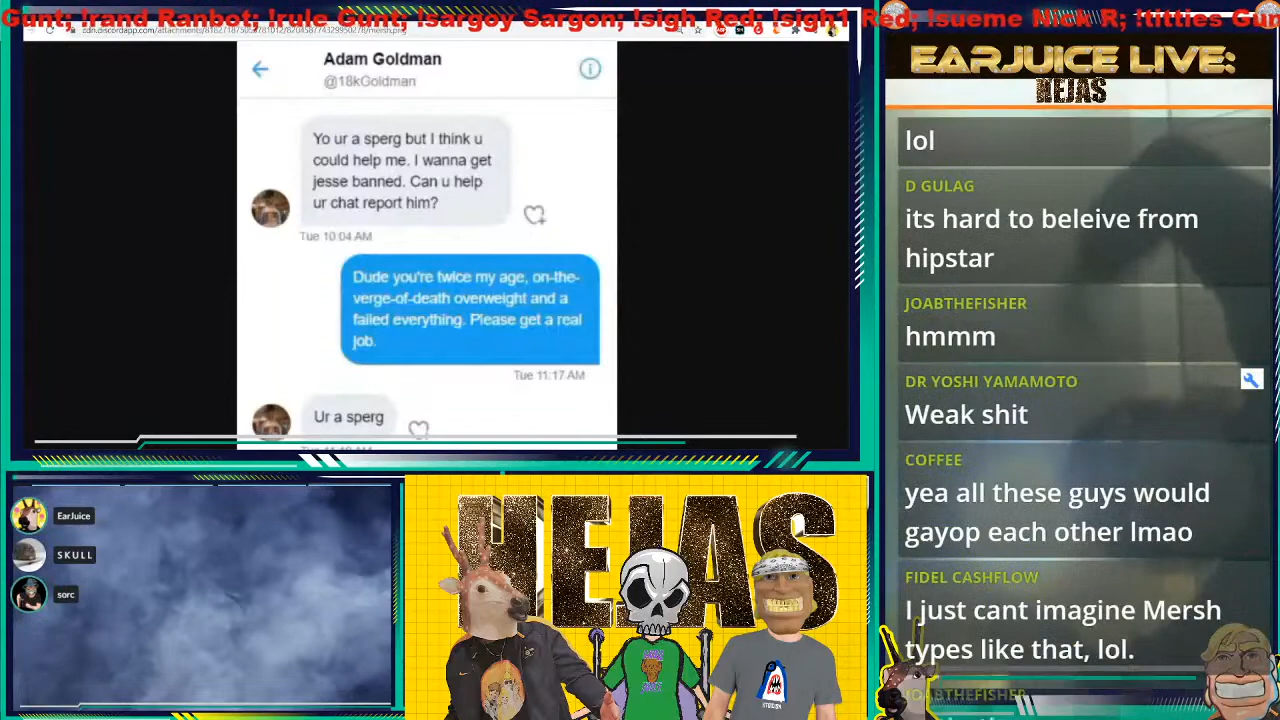 Gunt; !rand Ranbot; !rule Gunt; !sargoy Sargon; !sigh Red; !sigh1 Red; !sueme Nick R; !titties Gun
Adam Goldman
@18kGoldman
Yo ur a sperg but I think u
could help me. I wanna get
jesse banned. Can u help
ur chat report him?
Tue 10:04 AM
Dude you're twice my age, on-the-
verge-of-death overweight and a
failed everything. Please get a real
job.
Tue 11:17 AM
Ur a sperg
EarJuice
S K U L L
sorc
HEJAS
EARJUICE LIVE:
HEJAS
lol
D GULAG
its hard to beleive from
hipstar
JOABTHEFISHER
hmmm
DR YOSHI YAMAMOTO
Weak shit
COFFEE
yea all these guys would
gayop each other lmao
FIDEL CASHFLOW
I just cant imagine Mersh
types like that, lol.
JOABTHEFISHER